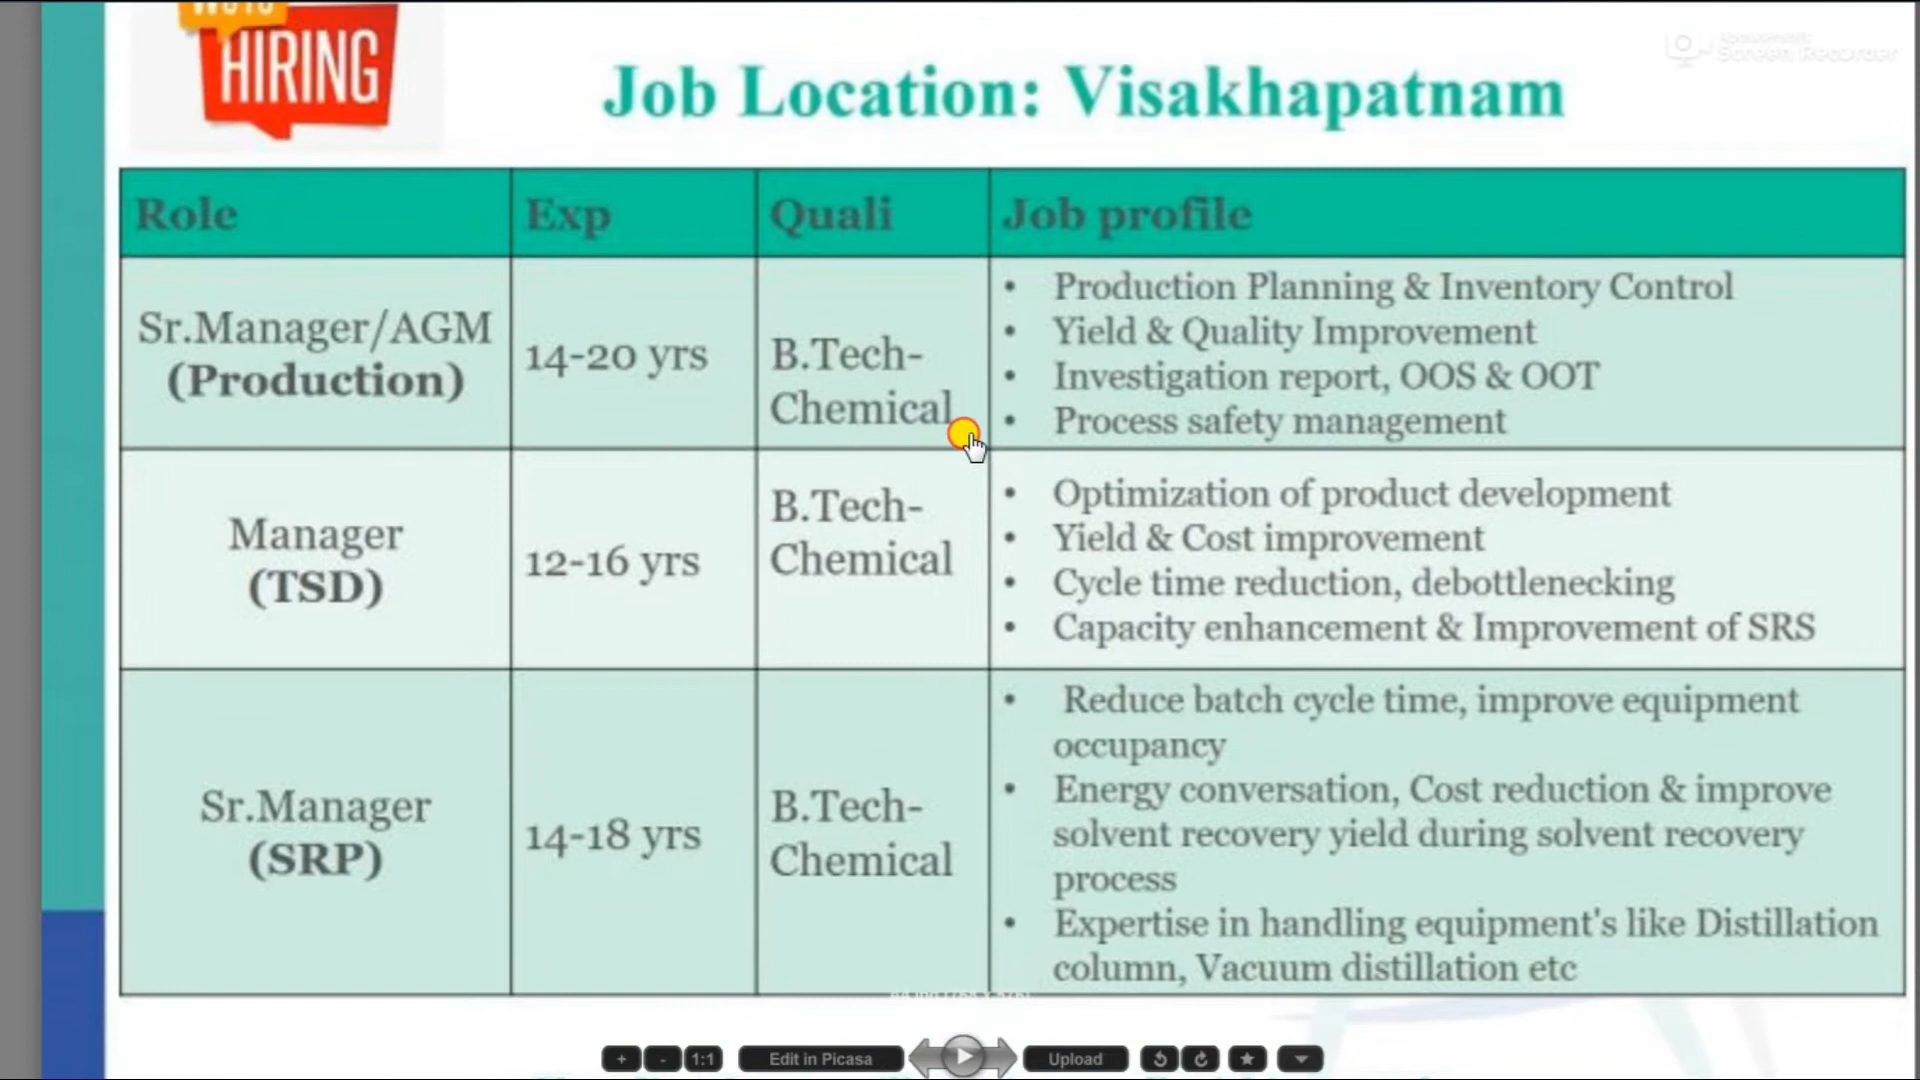 HIRING
Job Location: Visakhapatnam
Screen Recorder
Role Exp Quali Job profile
Sr.Manager/AGM
(Production)
14-20 yrs
B.Tech-
Chemical
• Production Planning & Inventory Control
• Yield & Quality Improvement
• Investigation report, OOS & OOT
• Process safety management
Manager
(TSD)
12-16 yrs
B.Tech-
Chemical
• Optimization of product development
• Yield & Cost improvement
• Cycle time reduction, debottlenecking
• Capacity enhancement & Improvement of SRS
Sr.Manager
(SRP)
14-18 yrs
B.Tech-
Chemical
• Reduce batch cycle time, improve equipment
occupancy
• Energy conversation, Cost reduction & improve
solvent recovery yield during solvent recovery
process
• Expertise in handling equipment's like Distillation
column, Vacuum distillation etc
+ - 1:1 Edit in Picasa Upload